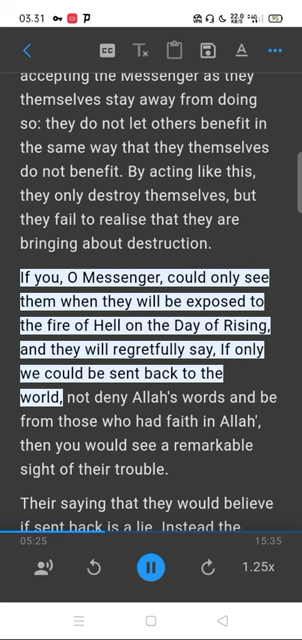 03.31
22.0
KB/s
4G
95
CC
T
A
accepting the Messenger as they
themselves stay away from doing
so: they do not let others benefit in
the same way that they themselves
do not benefit. By acting like this,
they only destroy themselves, but
they fail to realise that they are
bringing about destruction.
If you, O Messenger, could only see
them when they will be exposed to
the fire of Hell on the Day of Rising,
and they will regretfully say, If only
we could be sent back to the
world, not deny Allah's words and be
from those who had faith in Allah',
then you would see a remarkable
sight of their trouble.
Their saying that they would believe
if sent back is a lie. Instead the
05:25
15:35
1.25x